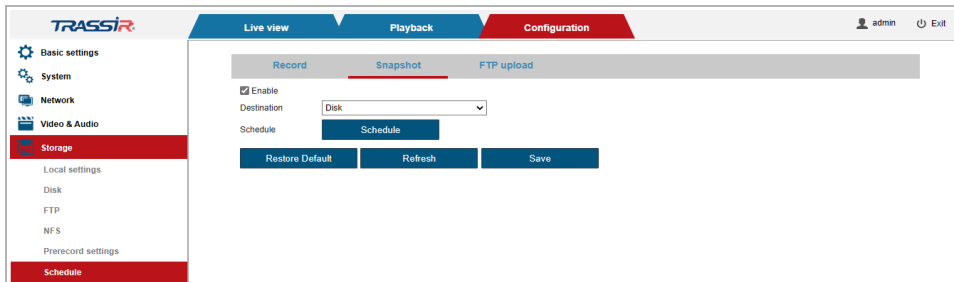 TRASSIR
Live view
Playback
Configuration
admin
Exit
Basic settings
System
Network
Video & Audio
Storage
Local settings
Disk
FTP
NFS
Prerecord settings
Schedule
Record
Snapshot
FTP upload
Enable
Destination
Disk
Schedule
Schedule
Restore Default
Refresh
Save